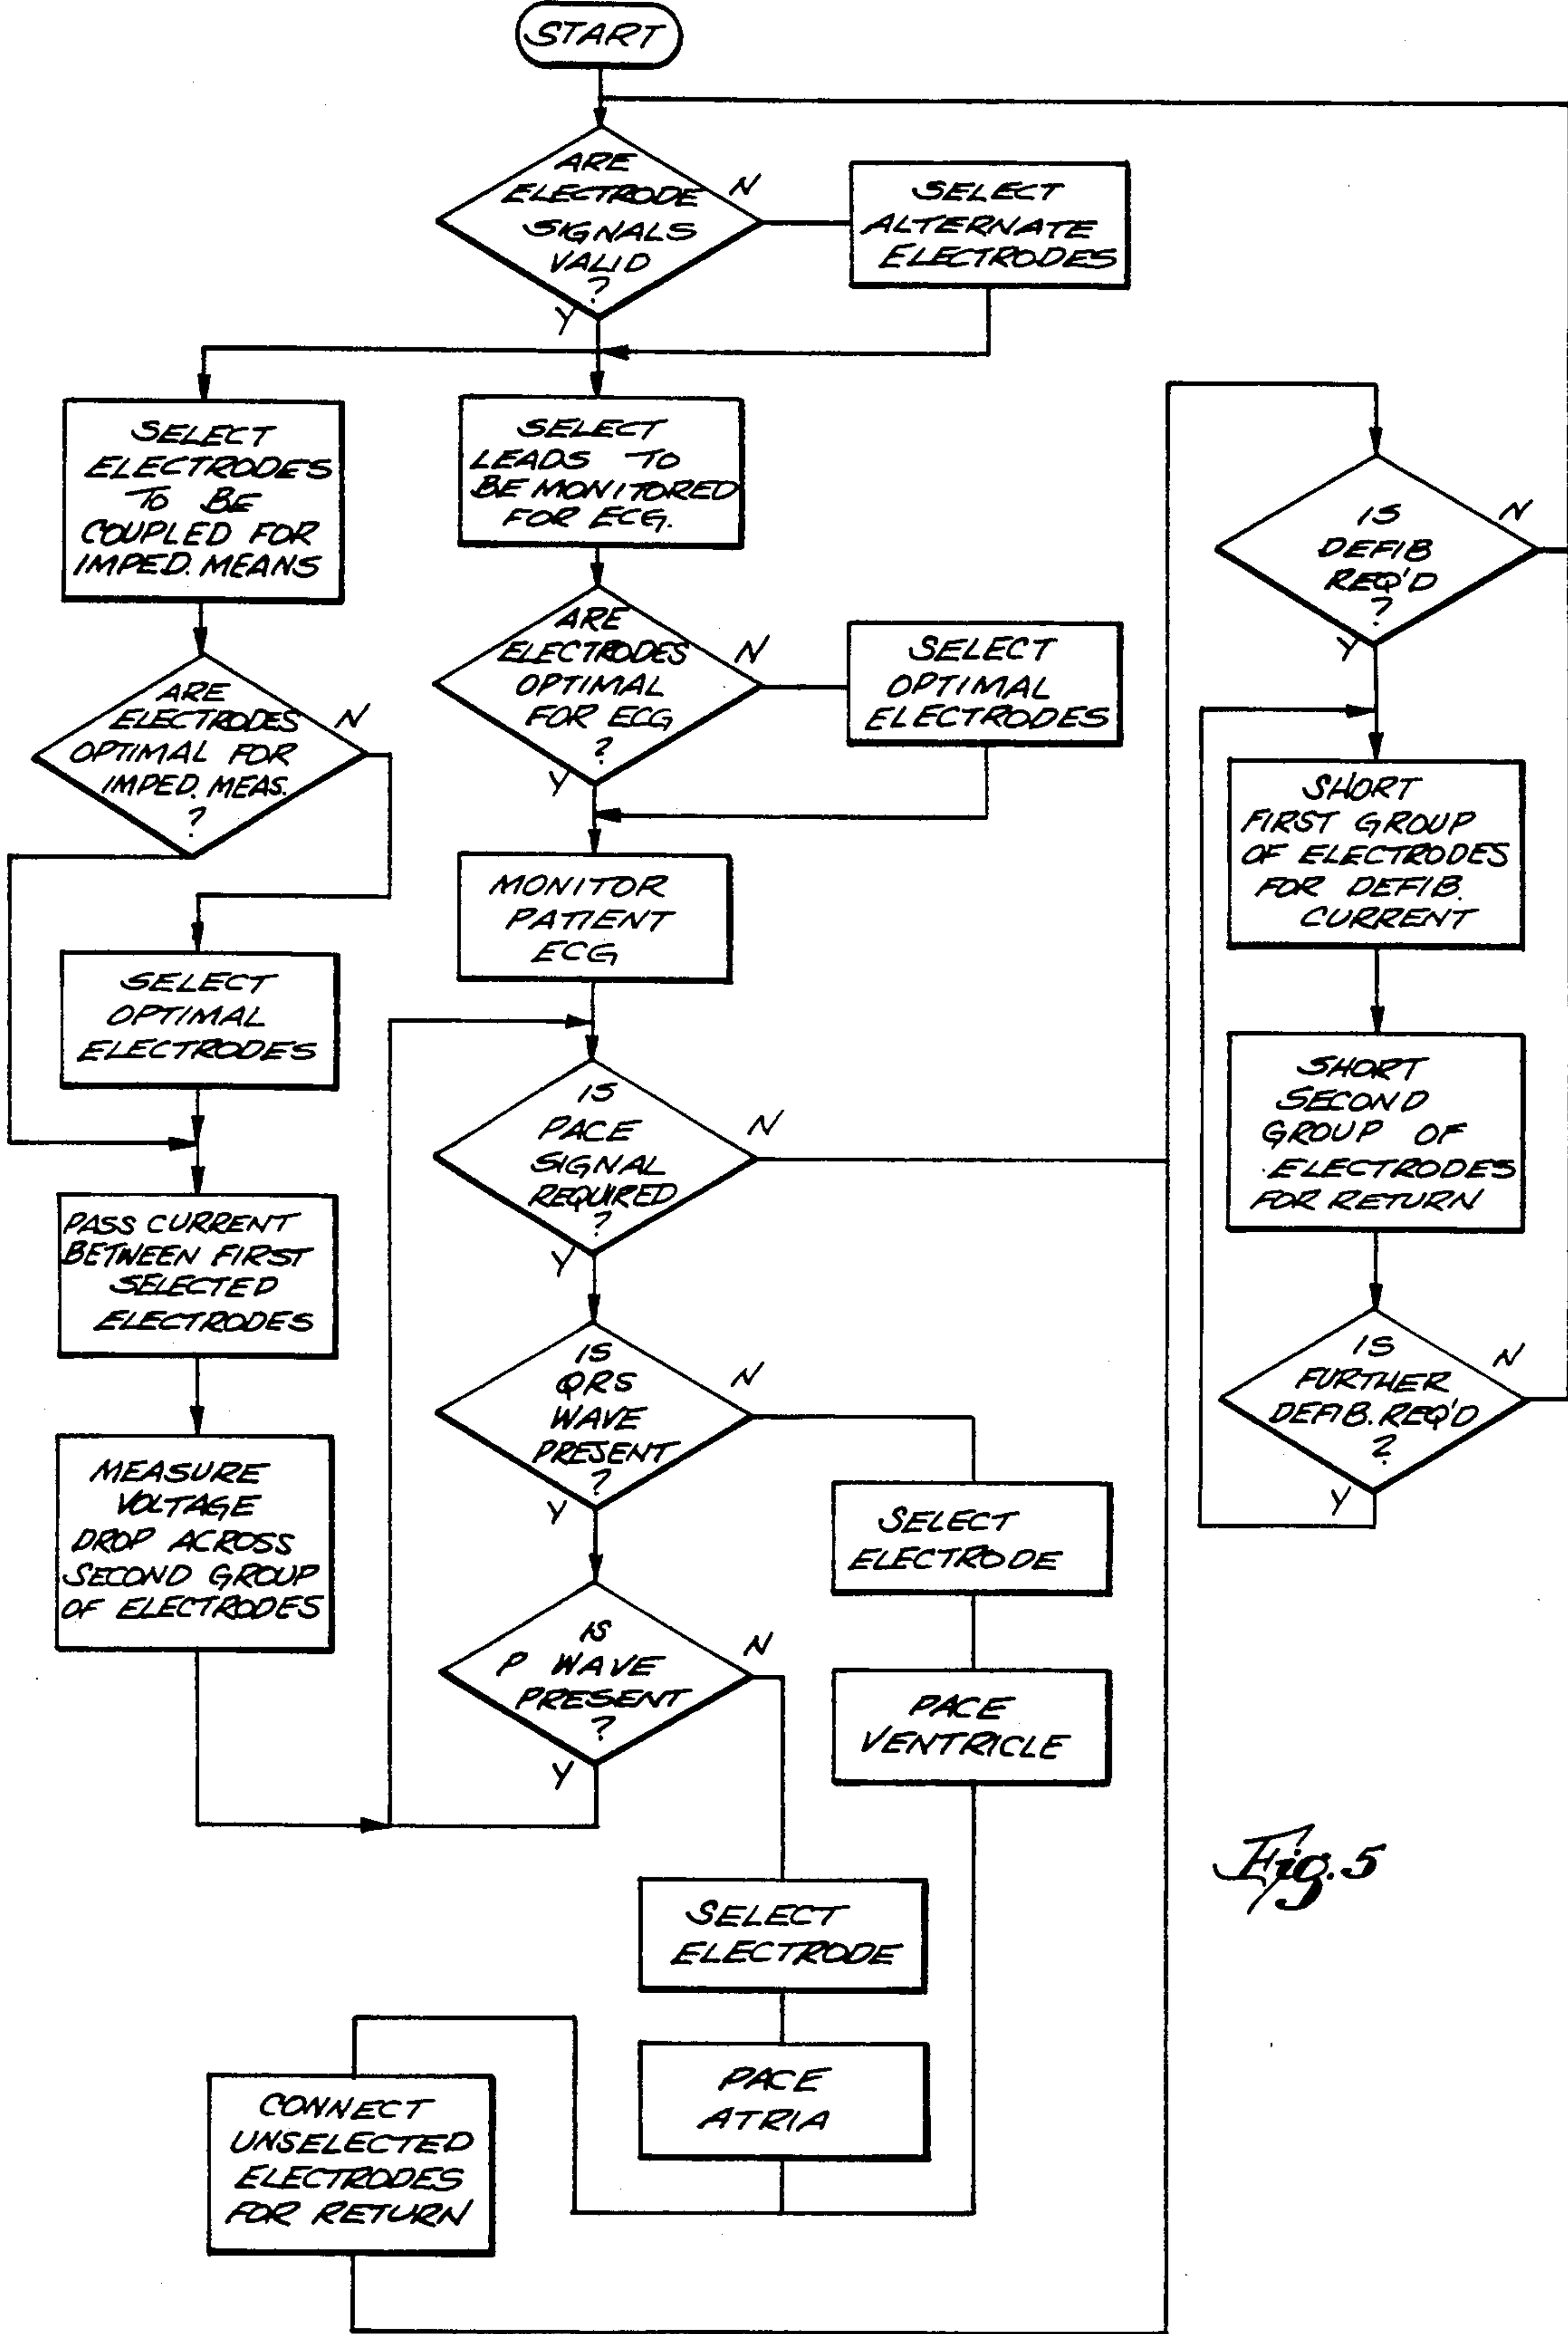 START
ARE
ELECTRODE
SIGNALS
VALID
?
N
Y
SELECT
ALTERNATE
ELECTRODES
SELECT
ELECTRODES
TO BE
COUPLED FOR
IMPED. MEANS
SELECT
LEADS TO
BE MONITORED
FOR ECG.
ARE
ELECTRODES
OPTIMAL FOR
IMPED. MEAS.
?
N
ARE
ELECTRODES
OPTIMAL
FOR ECG
?
N
Y
SELECT
OPTIMAL
ELECTRODES
SELECT
OPTIMAL
ELECTRODES
MONITOR
PATIENT
ECG
PASS CURRENT
BETWEEN FIRST
SELECTED
ELECTRODES
MEASURE
VOLTAGE
DROP ACROSS
SECOND GROUP
OF ELECTRODES
IS
PACE
SIGNAL
REQUIRED
?
N
Y
IS
QRS
WAVE
PRESENT
?
N
Y
IS
P WAVE
PRESENT
?
N
Y
SELECT
ELECTRODE
PACE
VENTRICLE
SELECT
ELECTRODE
PACE
ATRIA
CONNECT
UNSELECTED
ELECTRODES
FOR RETURN
IS
DEFIB
REQ'D
?
N
Y
SHORT
FIRST GROUP
OF ELECTRODES
FOR DEFIB.
CURRENT
SHORT
SECOND
GROUP OF
ELECTRODES
FOR RETURN
IS
FURTHER
DEFIB. REQ'D
?
N
Y
Fig. 5